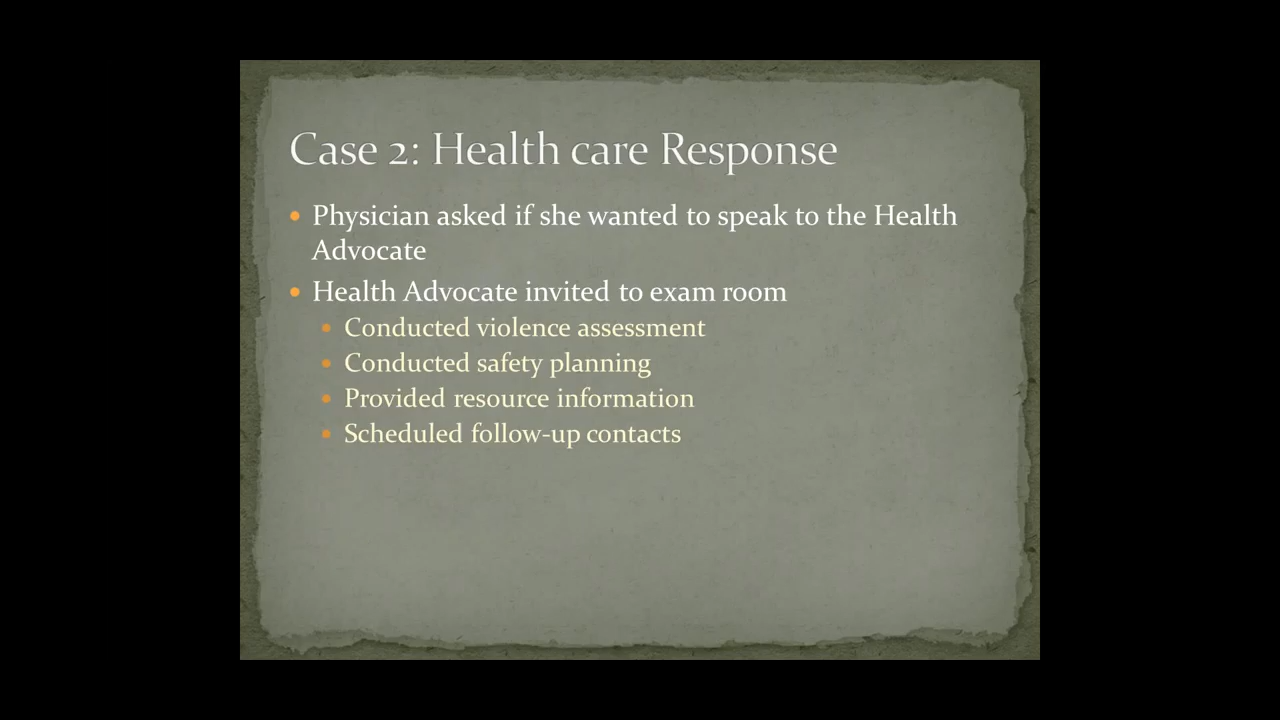 Case 2: Health care Response
• Physician asked if she wanted to speak to the Health
Advocate
• Health Advocate invited to exam room
• Conducted violence assessment
• Conducted safety planning
• Provided resource information
• Scheduled follow-up contacts